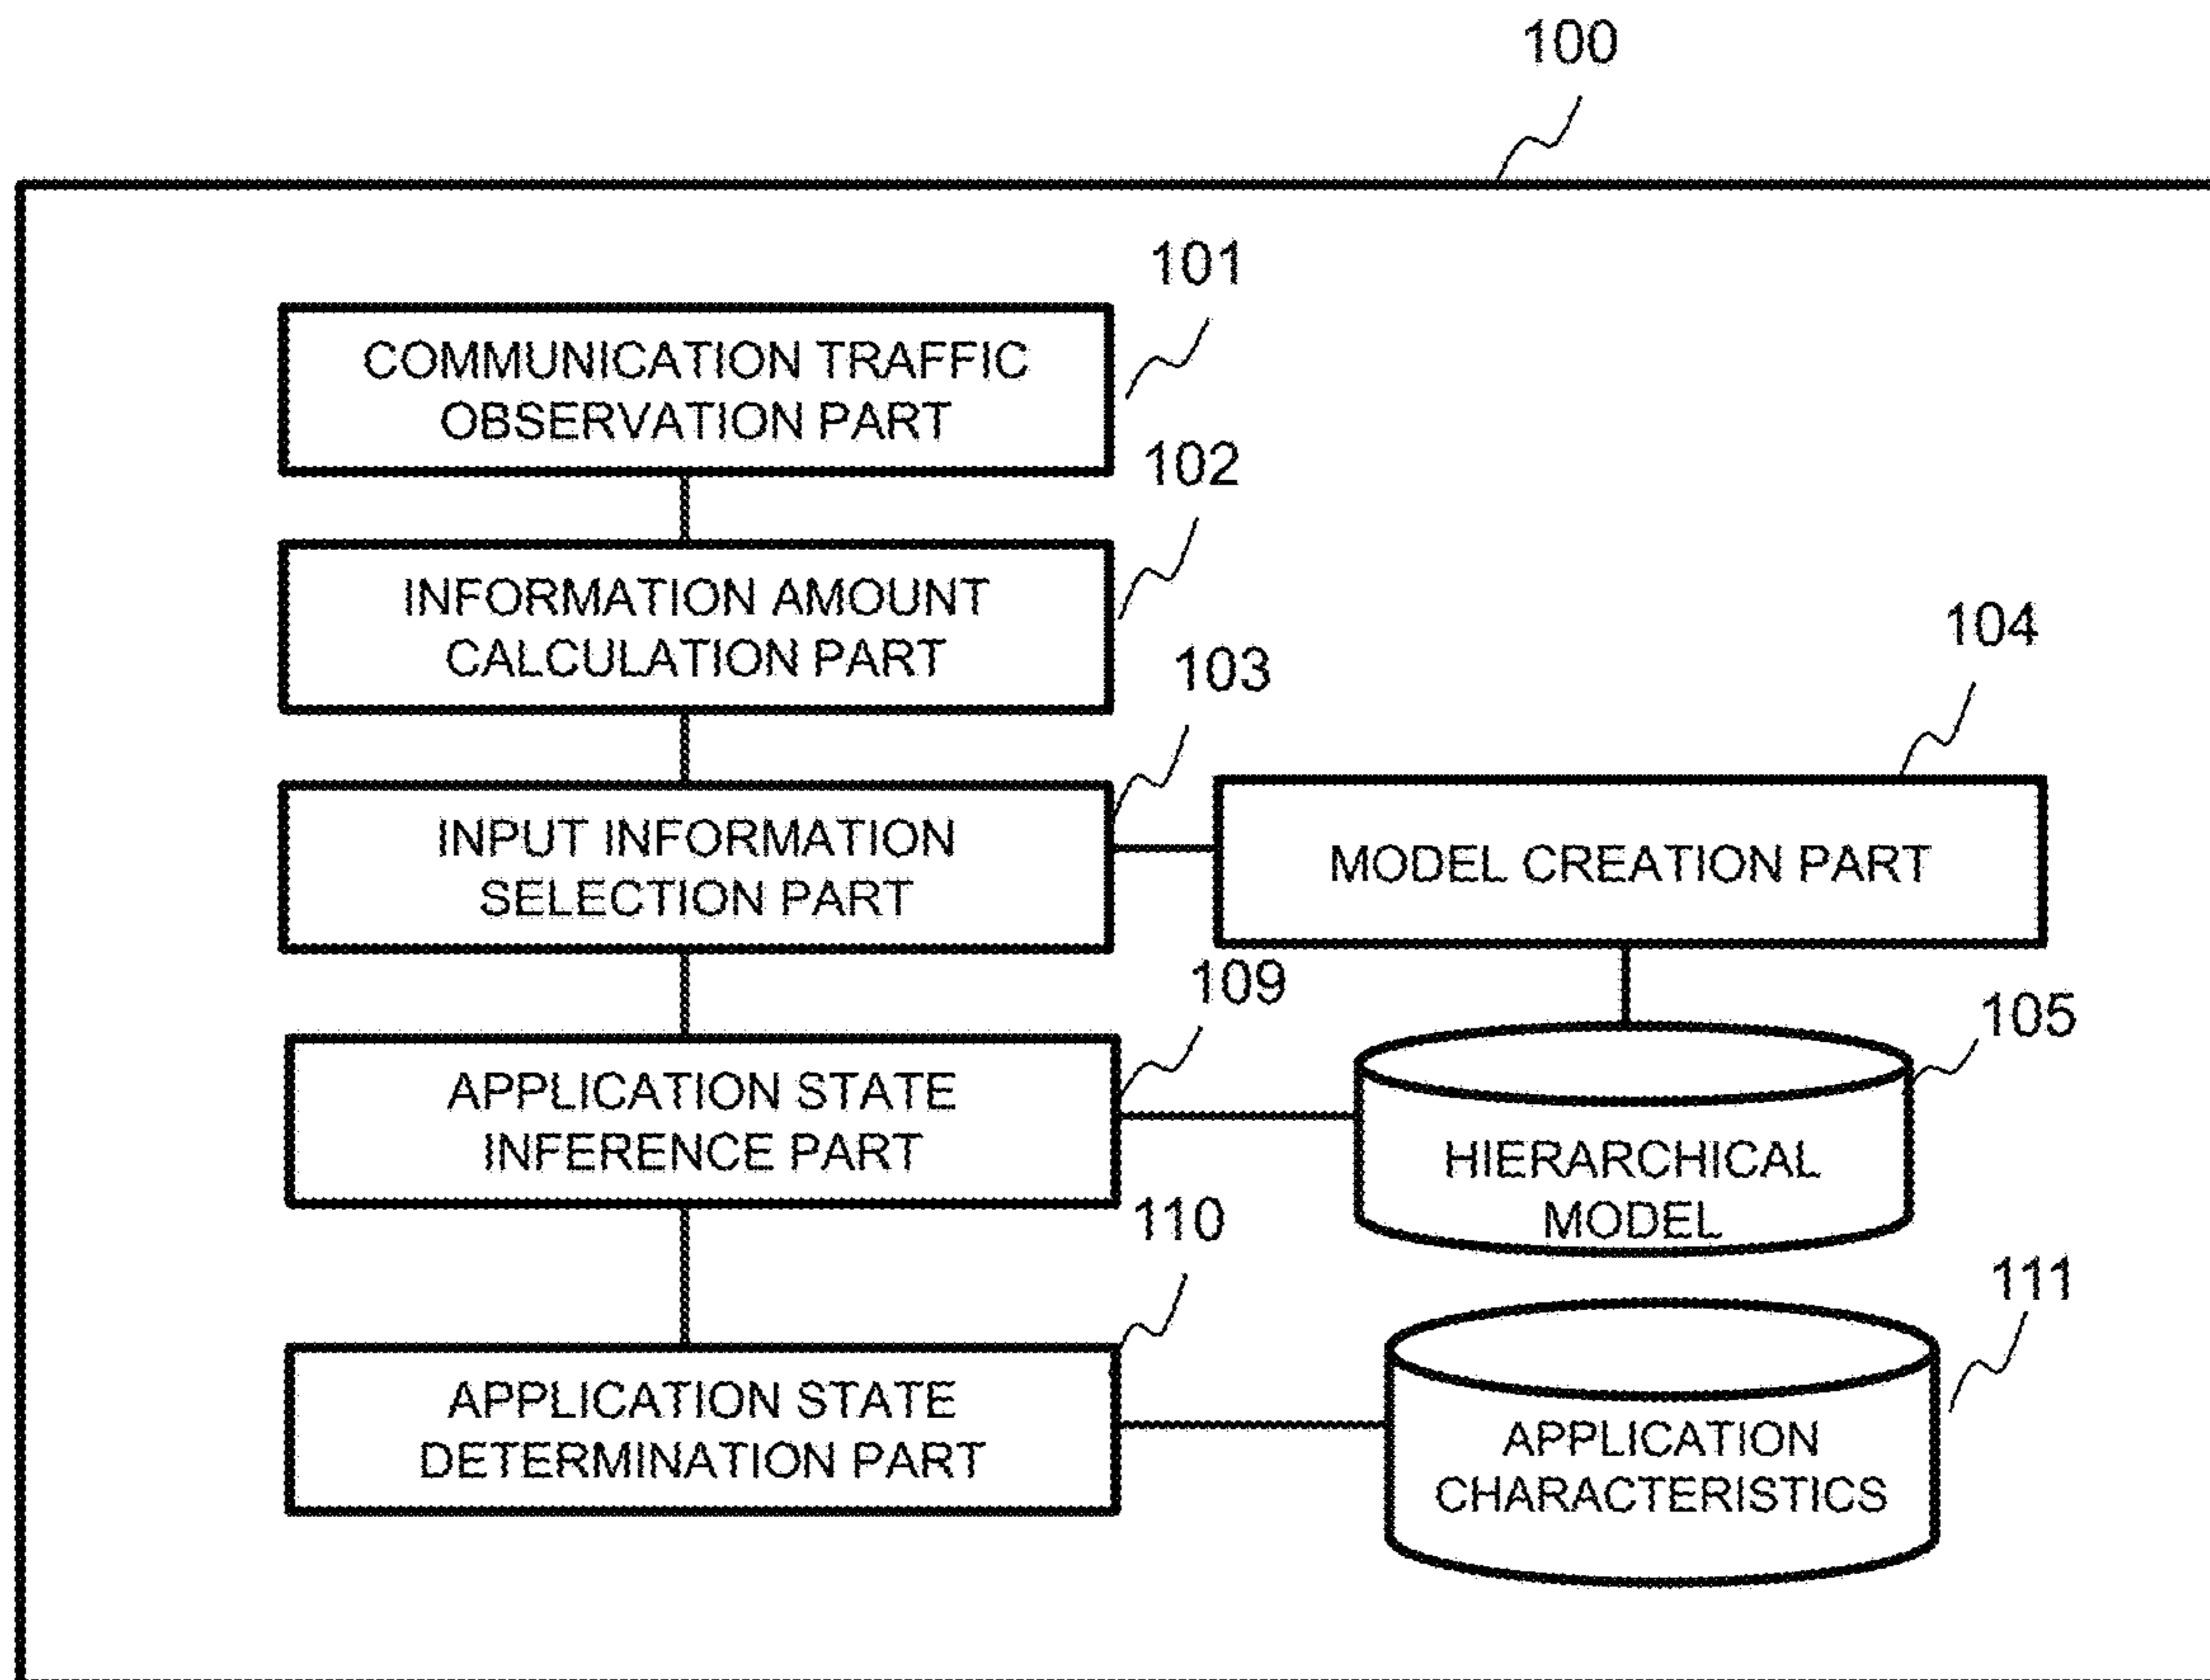 100
101
COMMUNICATION TRAFFIC
OBSERVATION PART
102
INFORMATION AMOUNT
CALCULATION PART
103
104
INPUT INFORMATION
SELECTION PART
MODEL CREATION PART
109
105
APPLICATION STATE
INFERENCE PART
HIERARCHICAL
MODEL
110
111
APPLICATION STATE
DETERMINATION PART
APPLICATION
CHARACTERISTICS